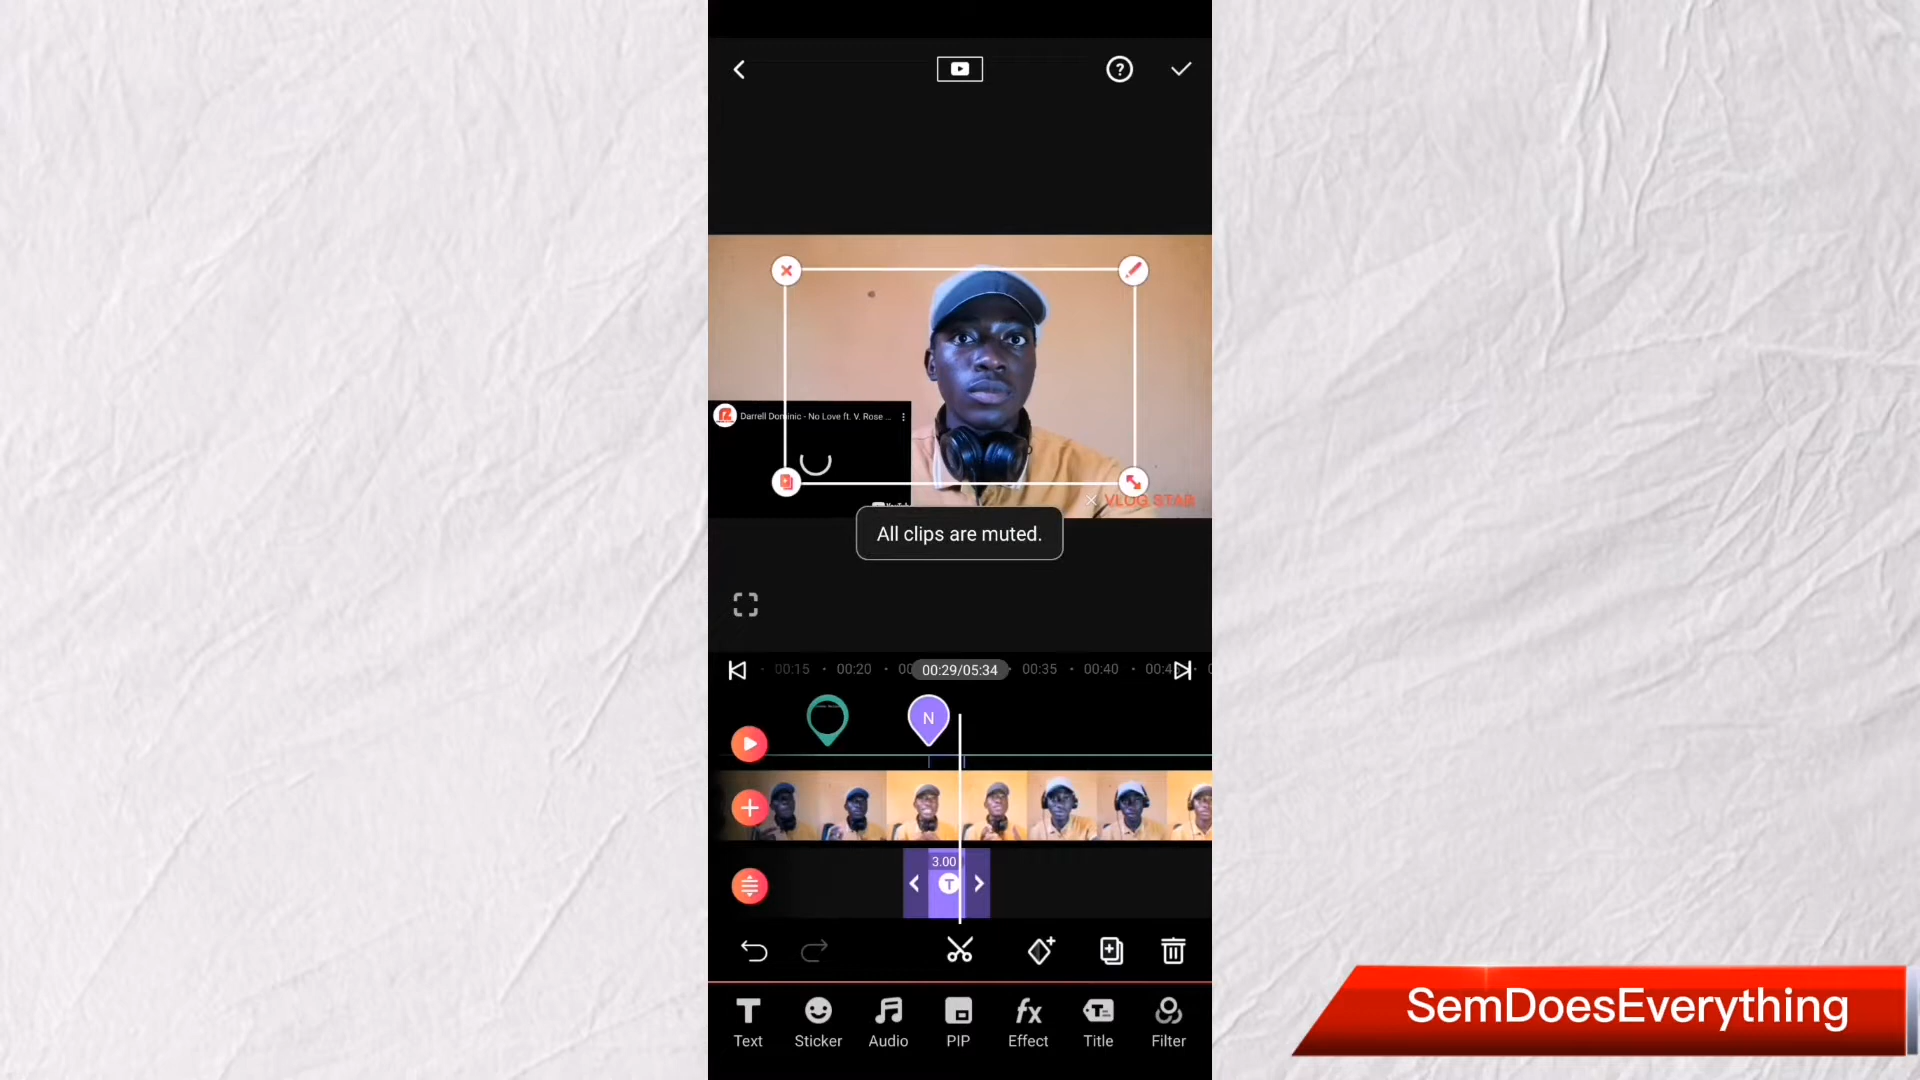 Darrell Dominic - No Love ft. V. Rose ...
VLOG STAR
All clips are muted.
00:15
00:20
00:29/05:34
00:35
00:40
N
3.00
T
Text
Sticker
Audio
PIP
fx
Effect
Title
Filter
SemDoesEverything